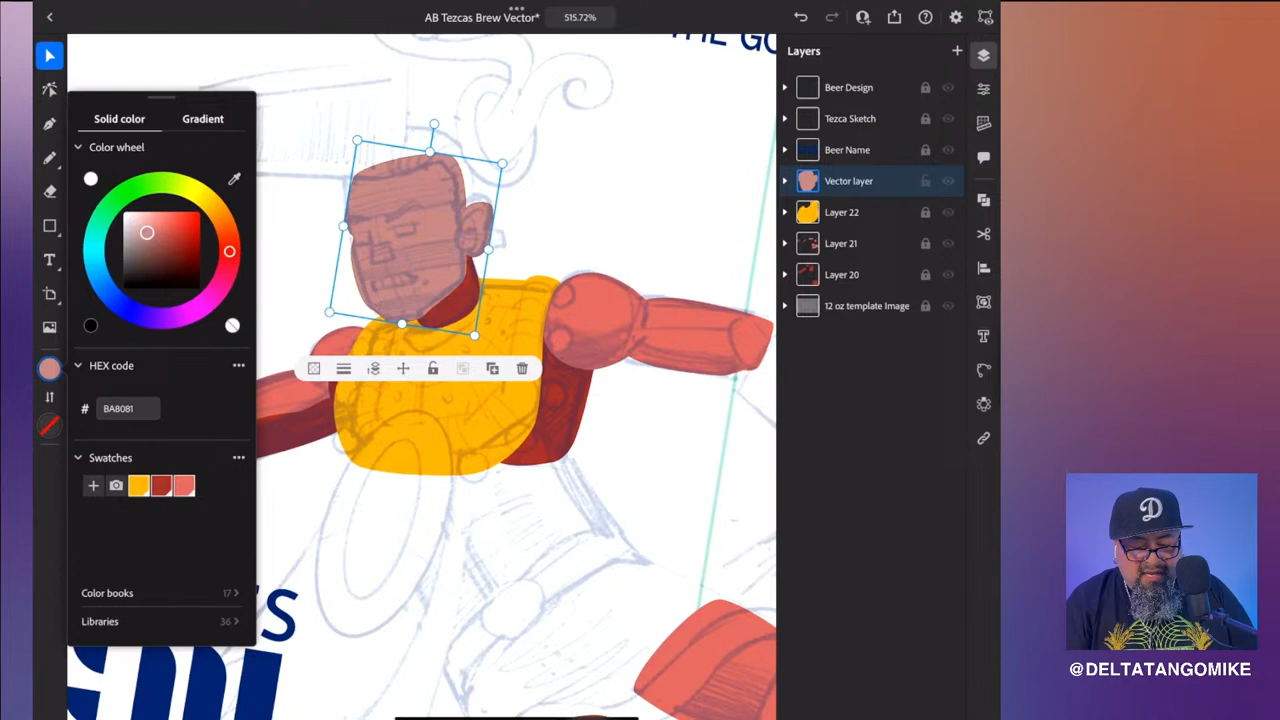 AB Tezcas Brew Vector*
515.72%
THE GO
Layers
Beer Design
Tezca Sketch
Beer Name
Vector layer
Layer 22
Layer 21
Layer 20
12 oz template Image
Solid color
Gradient
Color wheel
HEX code
# BA8081
Swatches
Color books 17
Libraries 36
'S
D
@DELTATANGOMIKE